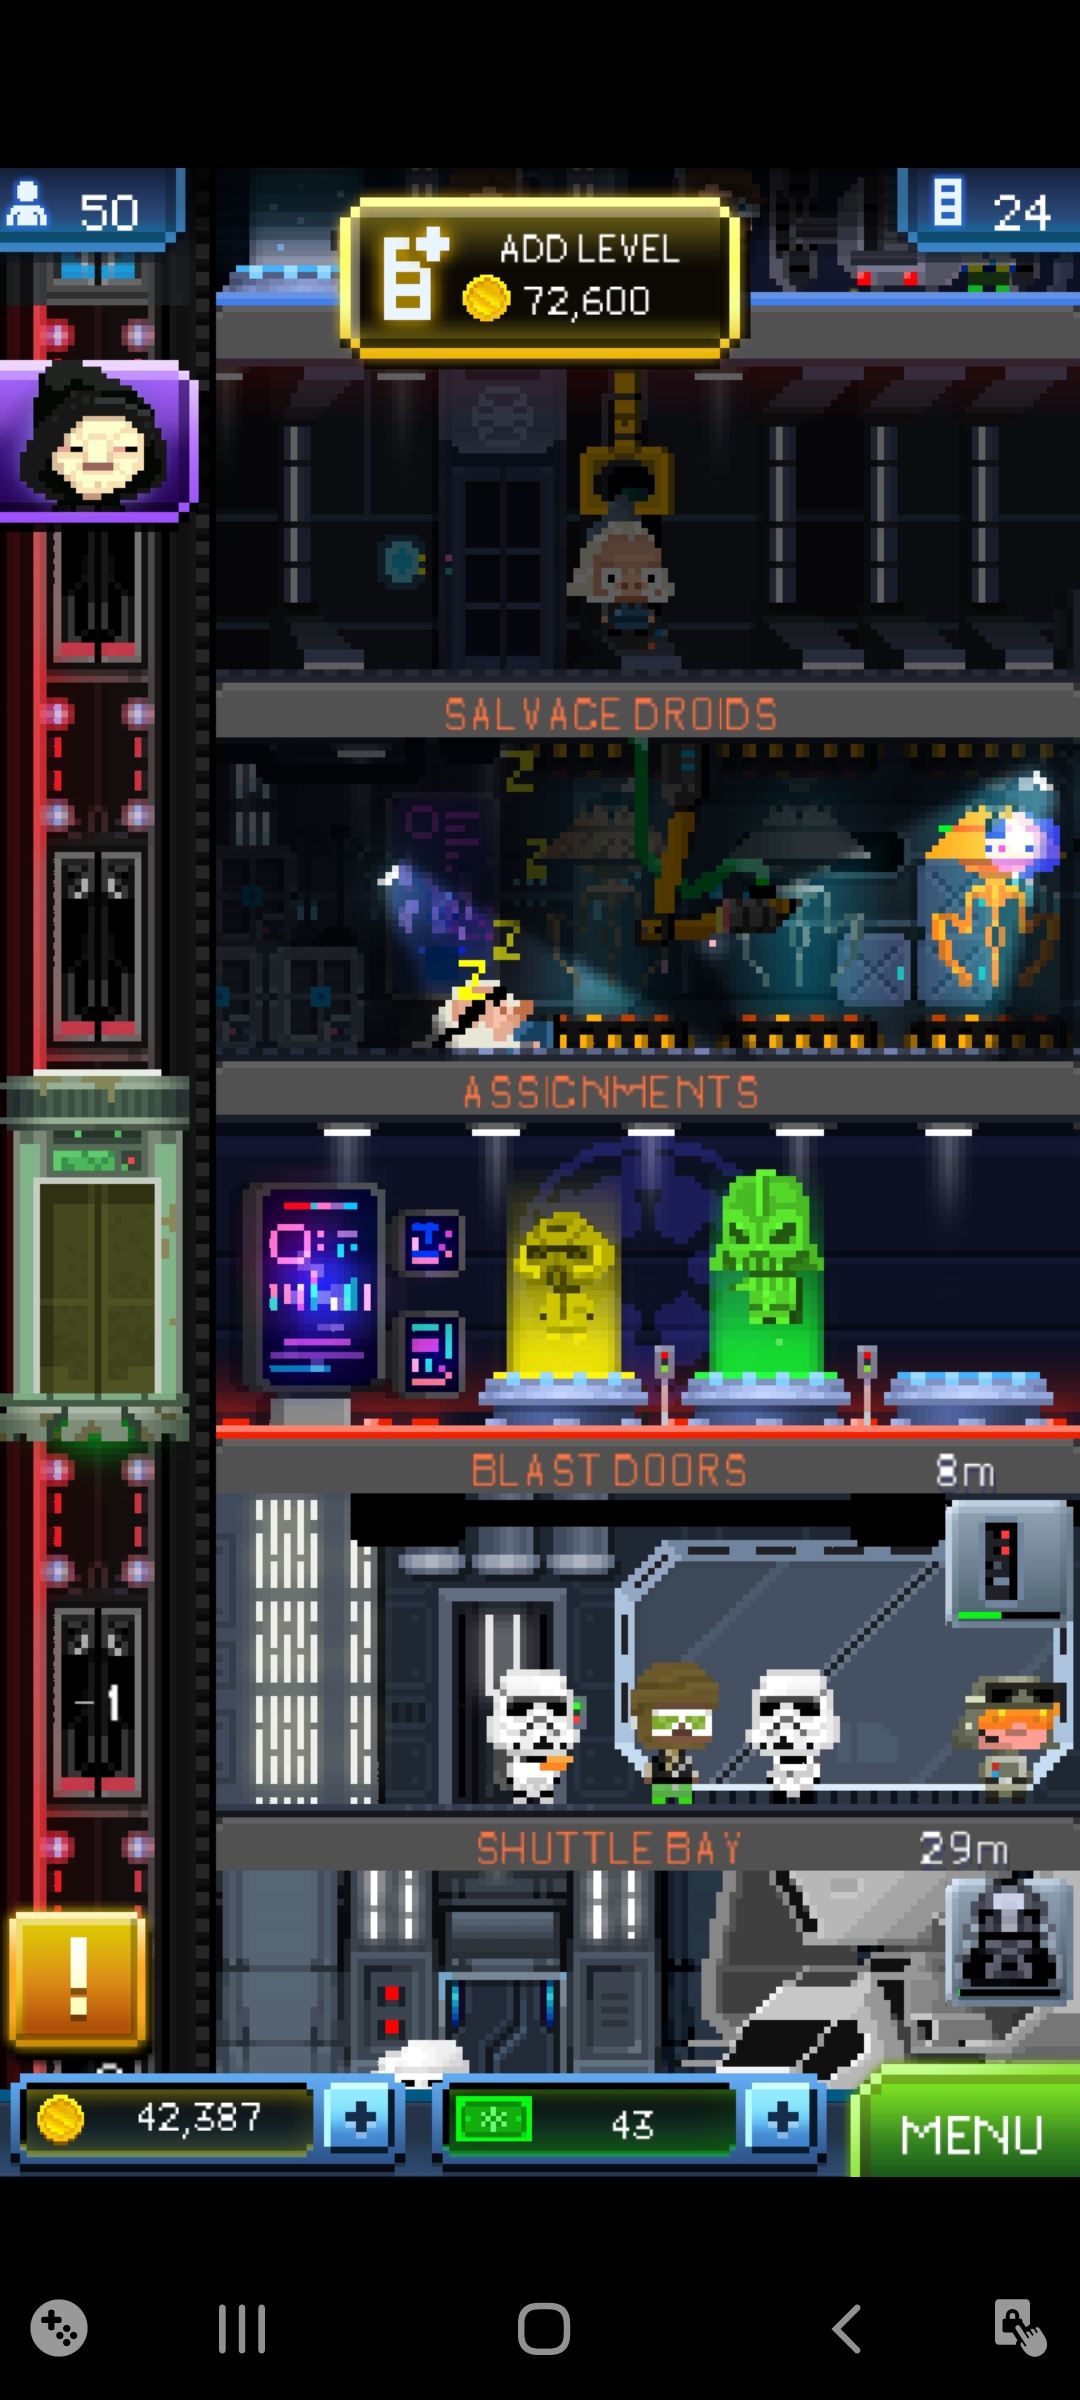 50
24
ADD LEVEL
72,600
SALVAGE DROIDS
Z
Z
Z
Z
ASSIGNMENTS
BLAST DOORS 8m
-1
SHUTTLE BAY 29m
!
42,387
+
43
+
MENU